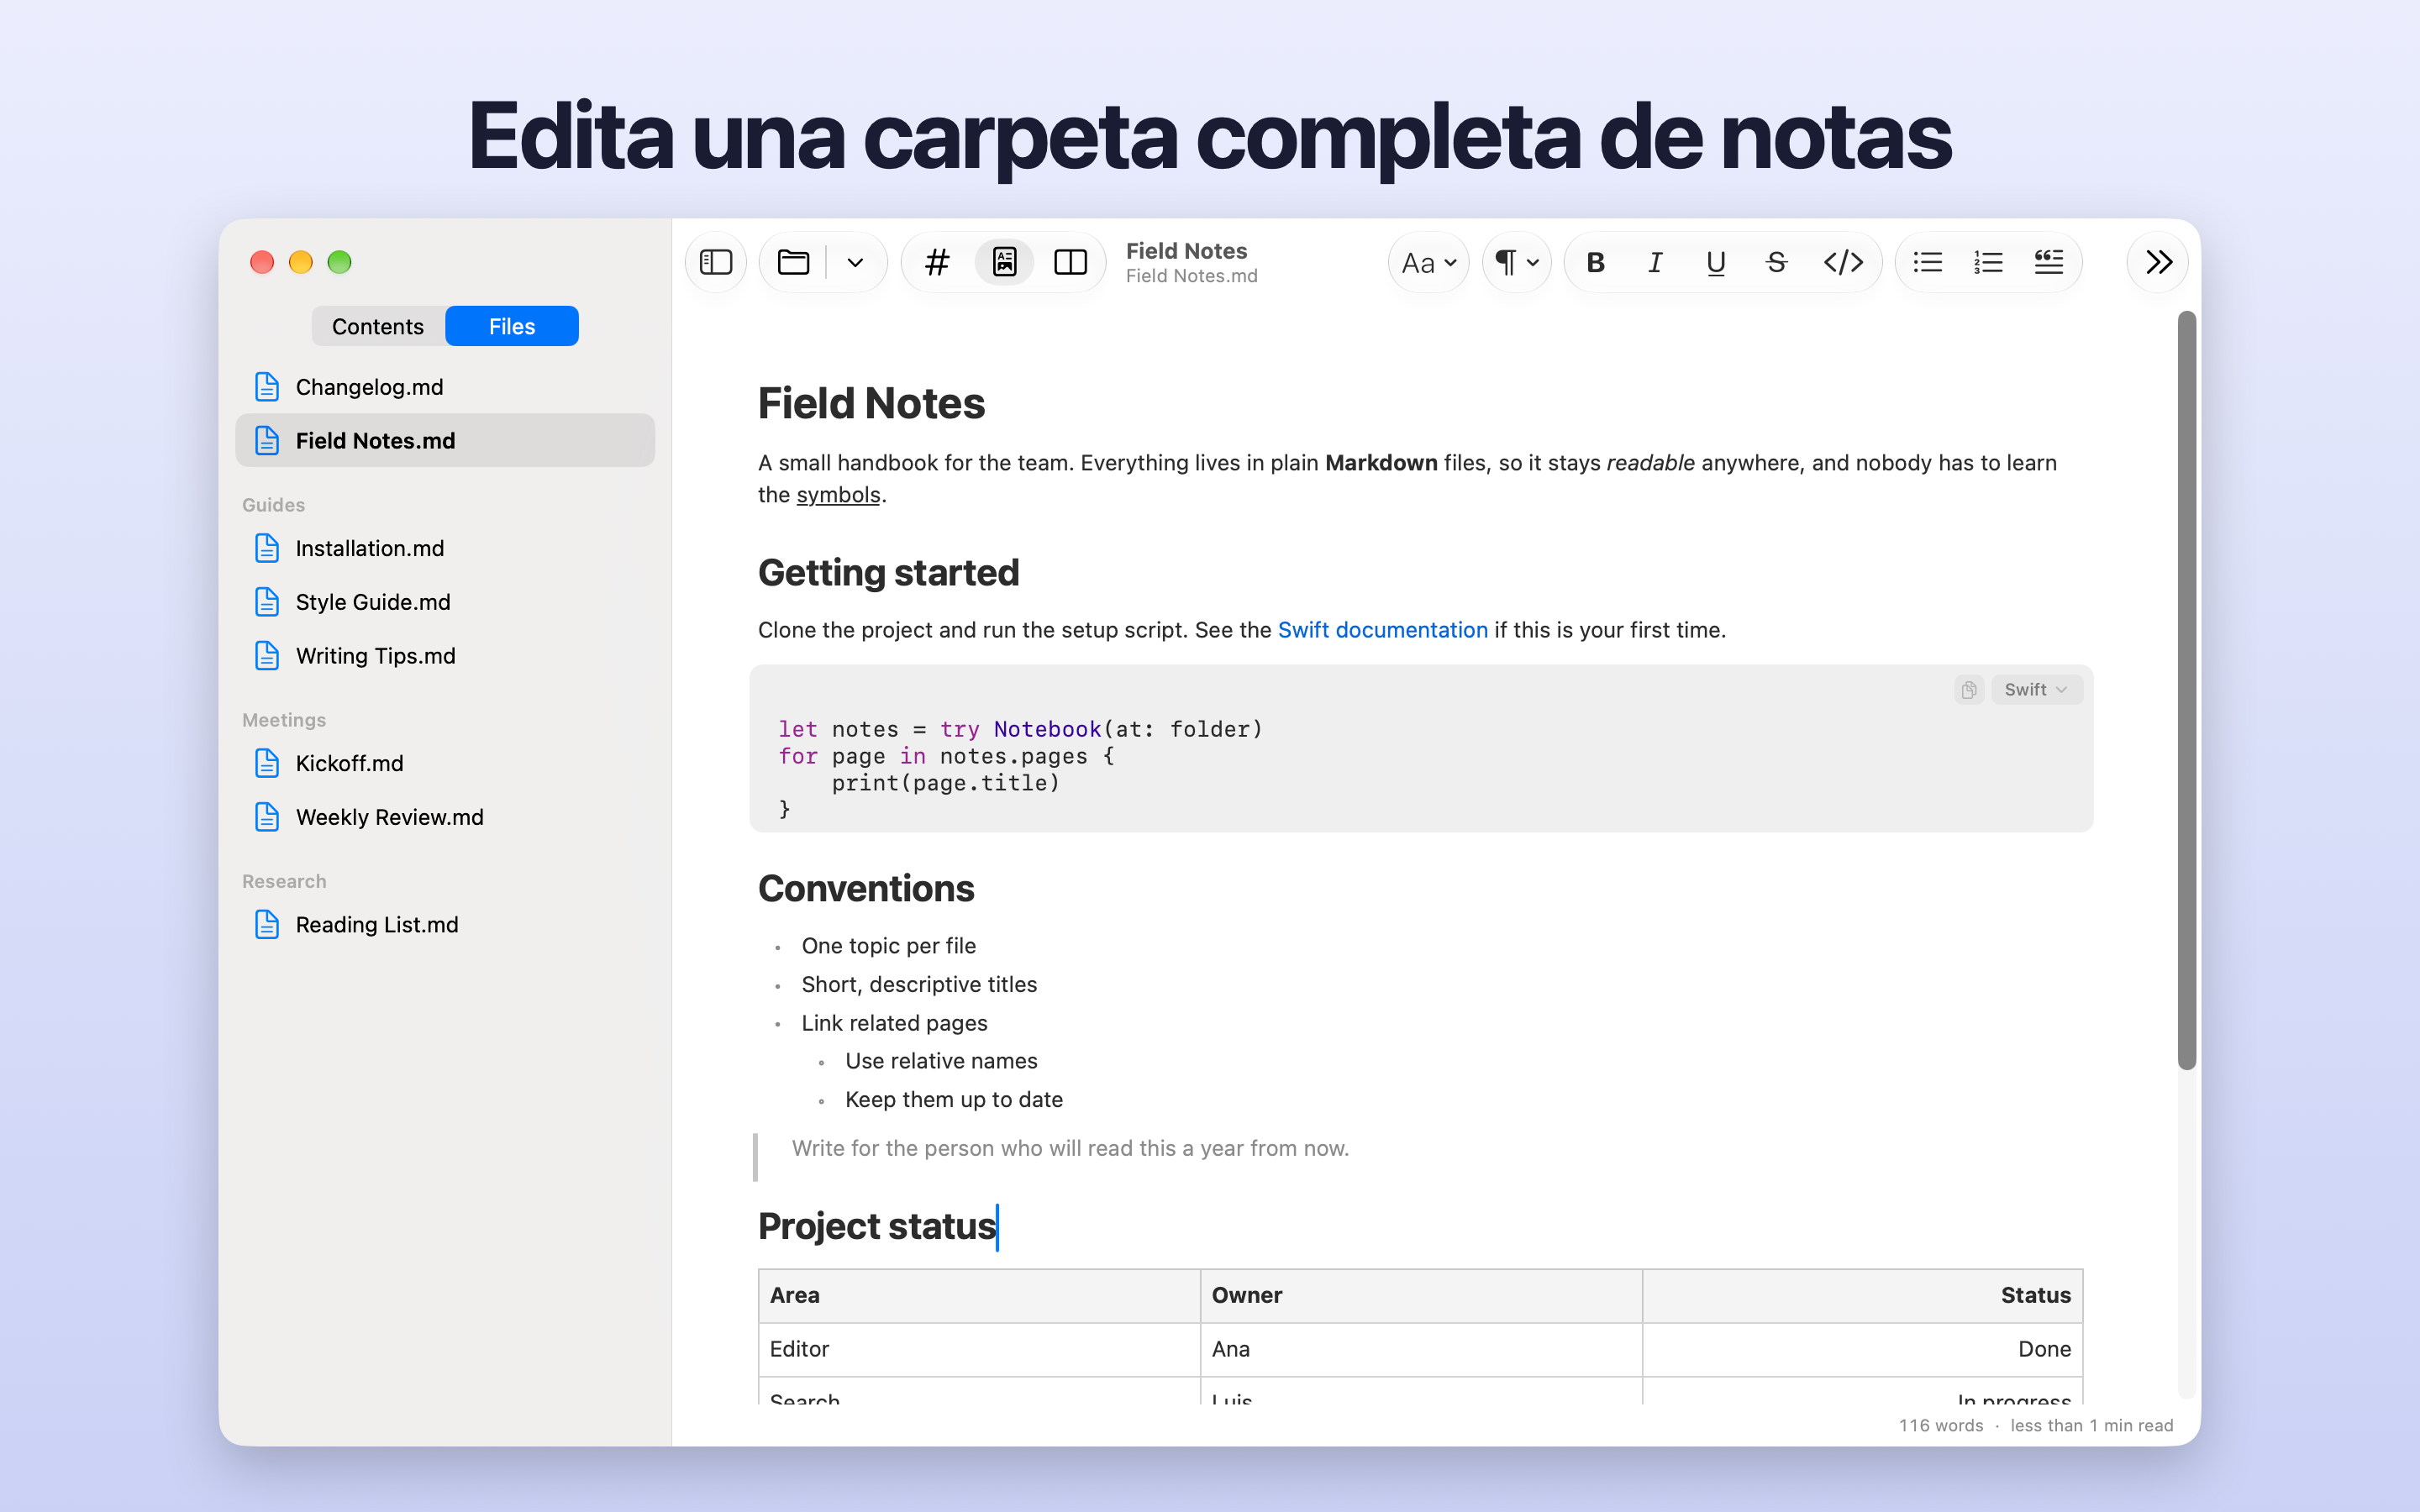 Edita una carpeta completa de notas
Contents Files
Changelog.md
Field Notes.md
Guides
Installation.md
Style Guide.md
Writing Tips.md
Meetings
Kickoff.md
Weekly Review.md
Research
Reading List.md
Field Notes
Field Notes.md
Aa
B I U S </>
Field Notes
A small handbook for the team. Everything lives in plain Markdown files, so it stays readable anywhere, and nobody has to learn
the symbols.
Getting started
Clone the project and run the setup script. See the Swift documentation if this is your first time.
Swift
let notes = try Notebook(at: folder)
for page in notes.pages {
    print(page.title)
}
Conventions
• One topic per file
• Short, descriptive titles
• Link related pages
◦ Use relative names
◦ Keep them up to date
Write for the person who will read this a year from now.
Project status
Area Owner Status
Editor Ana Done
Search Luis In progress
116 words · less than 1 min read